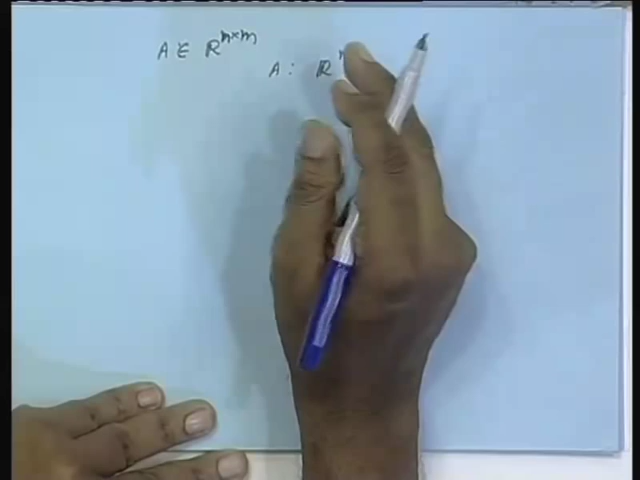 A ∈ ℝ^{n×m}
A : ℝ